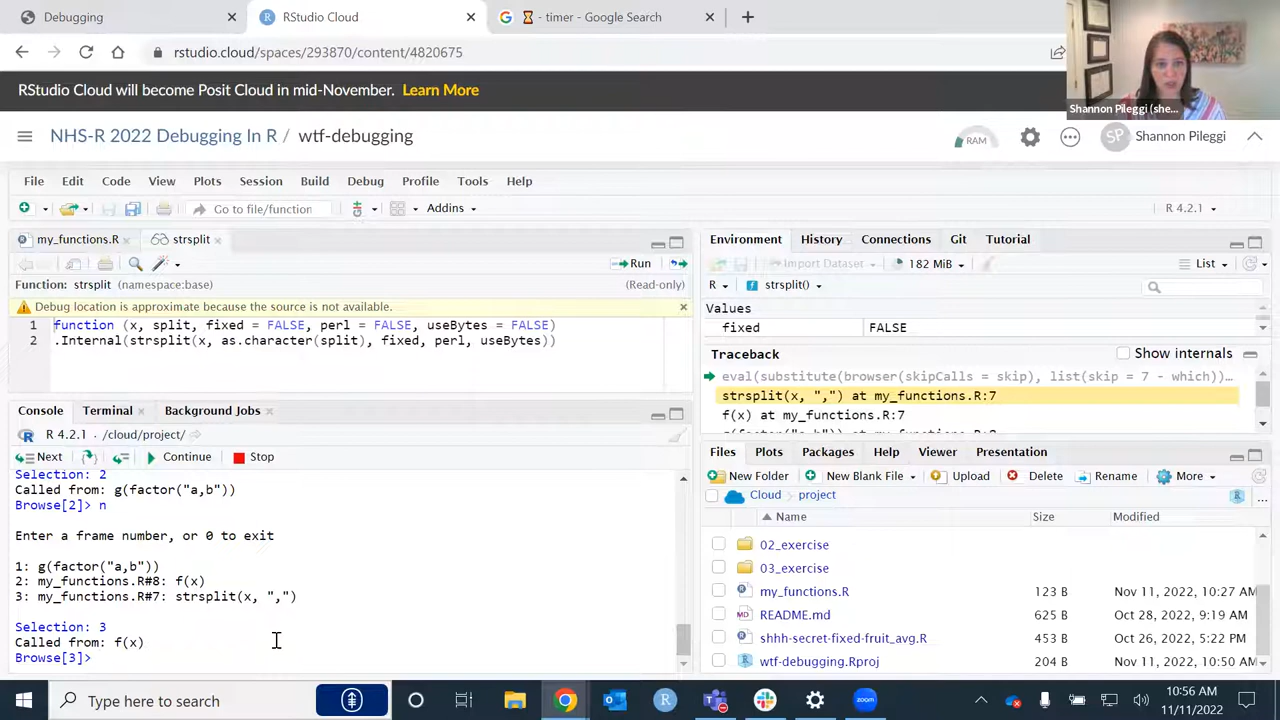 Debugging
RStudio Cloud
- timer - Google Search
rstudio.cloud/spaces/293870/content/4820675
RStudio Cloud will become Posit Cloud in mid-November. Learn More
Shannon Pileggi (she...
NHS-R 2022 Debugging In R / wtf-debugging
RAM
SP
Shannon Pileggi
File Edit Code View Plots Session Build Debug Profile Tools Help
Go to file/function
Addins
R 4.2.1
my_functions.R
strsplit
Run
Function: strsplit (namespace:base)
(Read-only)
Debug location is approximate because the source is not available.
1 function (x, split, fixed = FALSE, perl = FALSE, useBytes = FALSE)
2 .Internal(strsplit(x, as.character(split), fixed, perl, useBytes))
Console Terminal Background Jobs
R 4.2.1 . /cloud/project/
Next Continue Stop
Selection: 2
Called from: g(factor("a,b"))
Browse[2]> n
Enter a frame number, or 0 to exit
1: g(factor("a,b"))
2: my_functions.R#8: f(x)
3: my_functions.R#7: strsplit(x, ",")
Selection: 3
Called from: f(x)
Browse[3]>
Environment History Connections Git Tutorial
Import Dataset
182 MiB
List
R
strsplit()
Values
fixed FALSE
Traceback
Show internals
eval(substitute(browser(skipCalls = skip), list(skip = 7 - which))...
strsplit(x, ",") at my_functions.R:7
f(x) at my_functions.R:7
Files Plots Packages Help Viewer Presentation
New Folder New Blank File Upload Delete Rename More
Cloud project
Name Size Modified
02_exercise
03_exercise
my_functions.R 123 B Nov 11, 2022, 10:27 AM
README.md 625 B Oct 28, 2022, 9:19 AM
shhh-secret-fixed-fruit_avg.R 453 B Oct 26, 2022, 5:22 PM
wtf-debugging.Rproj 204 B Nov 11, 2022, 10:50 AM
Type here to search
zoom
10:56 AM
11/11/2022